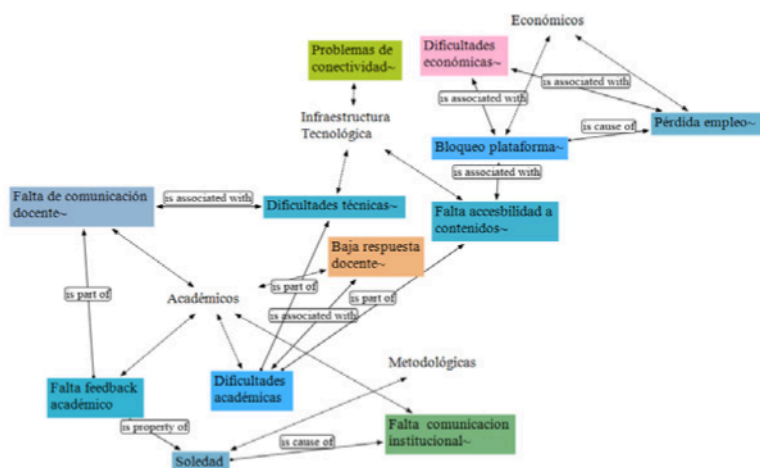 Económicos
Problemas de
conectividad~
Dificultades
económicas~
is associated with
is associated with
Infraestructura
Tecnológica
is cause of
Pérdida empleo~
Bloqueo plataforma~
is associated with
Falta de comunicación
docente~
is associated with
Dificultades técnicas~
Falta accesbilidad a
contenidos~
Baja respuesta
docente~
is part of
Académicos
is part of
is part of
is associated with
Metodológicas
Falta feedback
académico
Dificultades
académicas
is property of
Falta comunicacion
institucional~
is cause of
Soledad